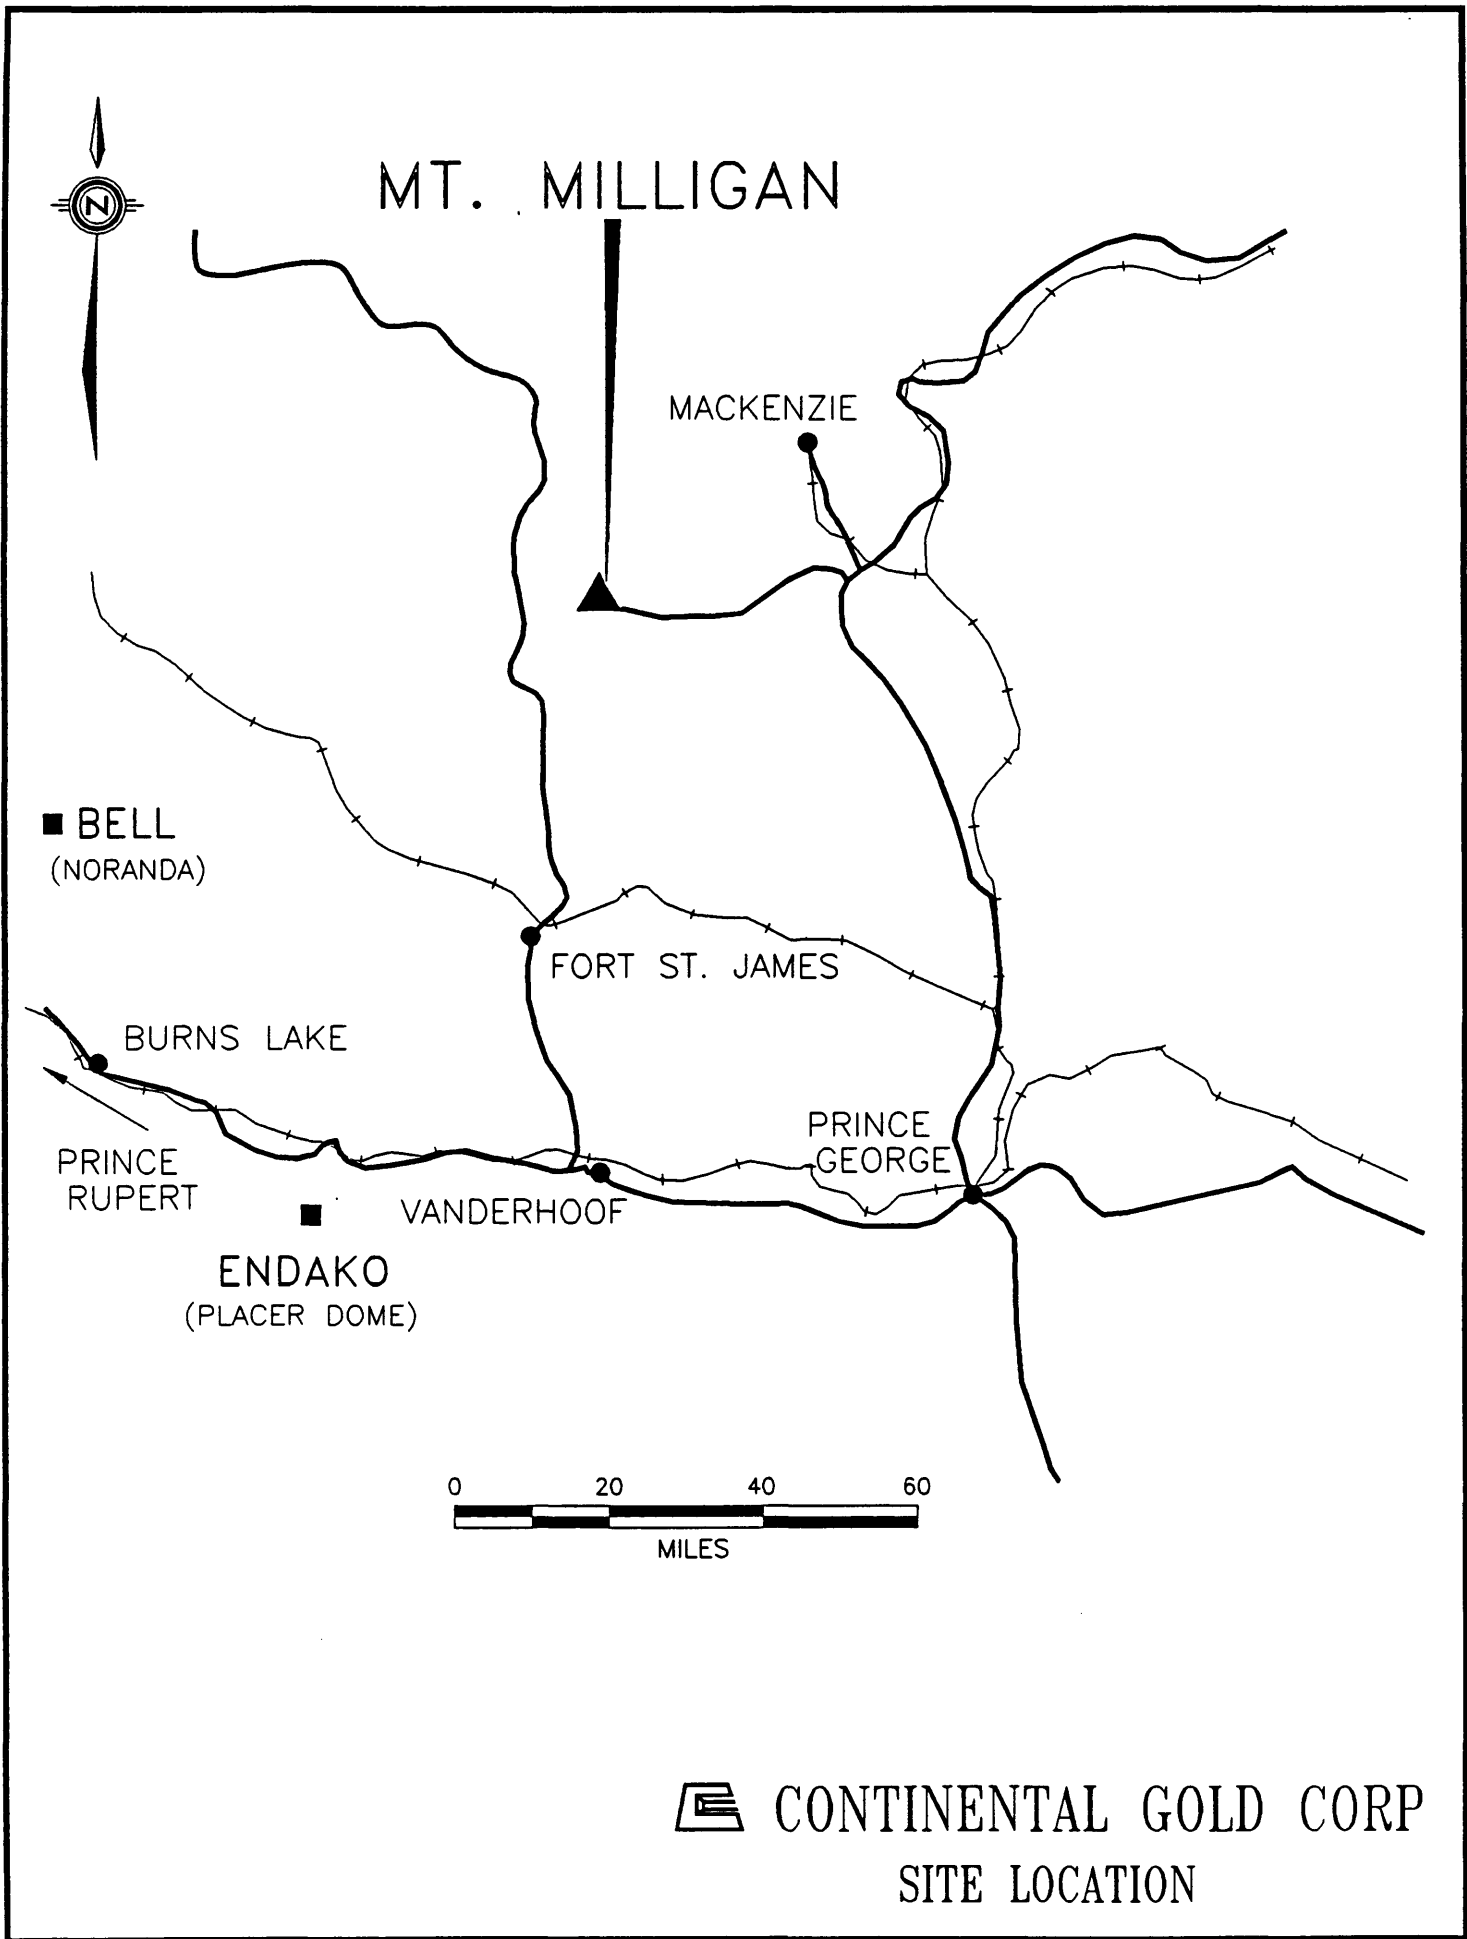 N
MT. MILLIGAN
MACKENZIE
BELL
(NORANDA)
FORT ST. JAMES
BURNS LAKE
PRINCE
GEORGE
PRINCE
RUPERT
VANDERHOOF
ENDAKO
(PLACER DOME)
0 20 40 60
MILES
CONTINENTAL GOLD CORP
SITE LOCATION